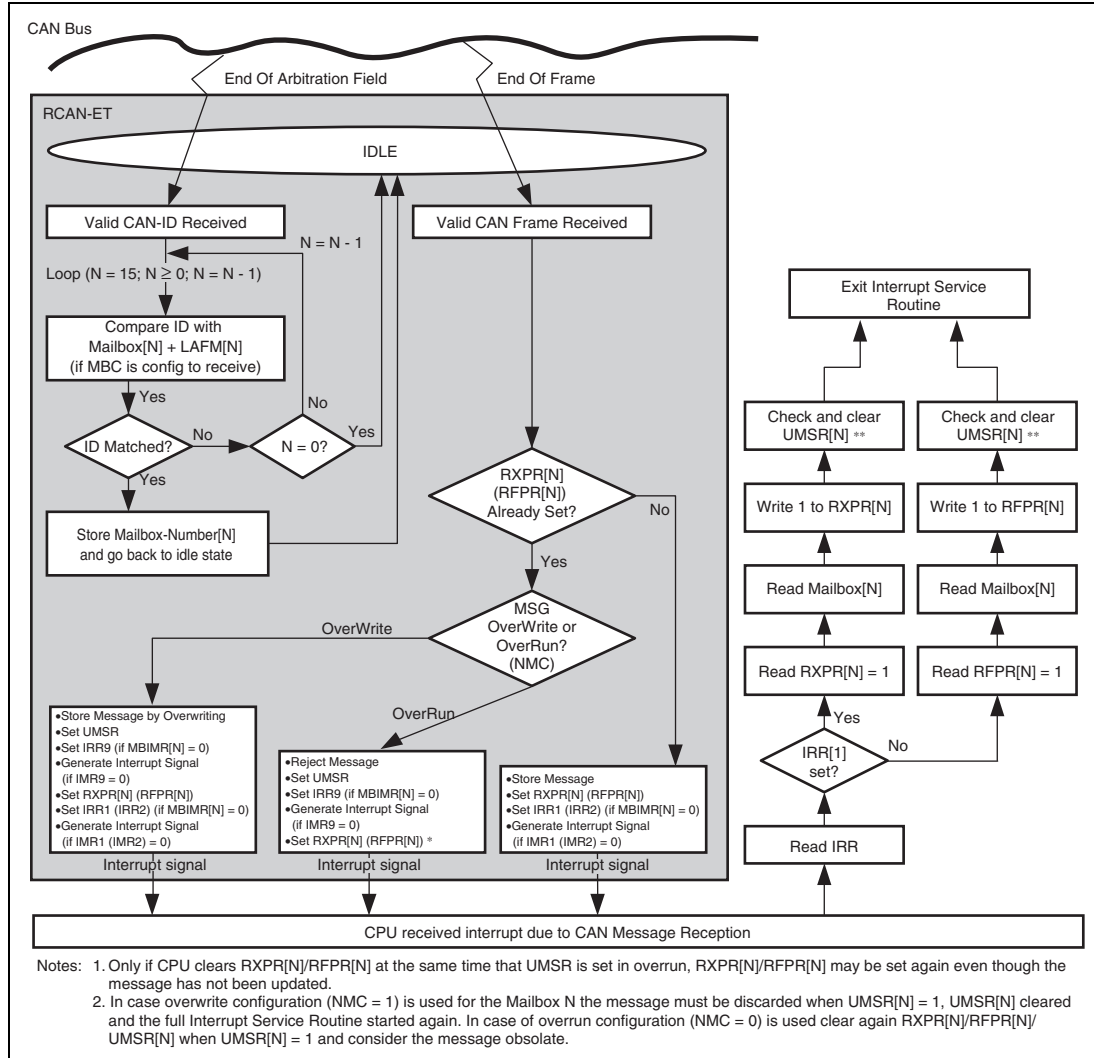 CAN Bus
End Of Arbitration Field
End Of Frame
RCAN-ET
IDLE
Valid CAN-ID Received
Valid CAN Frame Received
N = N - 1
Loop (N = 15; N ≥ 0; N = N - 1)
Compare ID with
Mailbox[N] + LAFM[N]
(if MBC is config to receive)
Yes
No
ID Matched?
No
N = 0?
Yes
Yes
Store Mailbox-Number[N]
and go back to idle state
RXPR[N]
(RFPR[N])
Already Set?
No
Yes
MSG
OverWrite or
OverRun?
(NMC)
OverWrite
OverRun
•Store Message by Overwriting
•Set UMSR
•Set IRR9 (if MBIMR[N] = 0)
•Generate Interrupt Signal
(if IMR9 = 0)
•Set RXPR[N] (RFPR[N])
•Set IRR1 (IRR2) (if MBIMR[N] = 0)
•Generate Interrupt Signal
(if IMR1 (IMR2) = 0)
•Reject Message
•Set UMSR
•Set IRR9 (if MBIMR[N] = 0)
•Generate Interrupt Signal
(if IMR9 = 0)
•Set RXPR[N] (RFPR[N]) *
•Store Message
•Set RXPR[N] (RFPR[N])
•Set IRR1 (IRR2) (if MBIMR[N] = 0)
•Generate Interrupt Signal
(if IMR1 (IMR2) = 0)
Interrupt signal
Interrupt signal
Interrupt signal
Exit Interrupt Service
Routine
Check and clear
UMSR[N] **
Check and clear
UMSR[N] **
Write 1 to RXPR[N]
Write 1 to RFPR[N]
Read Mailbox[N]
Read Mailbox[N]
Read RXPR[N] = 1
Read RFPR[N] = 1
Yes
No
IRR[1]
set?
Read IRR
CPU received interrupt due to CAN Message Reception
Notes: 1. Only if CPU clears RXPR[N]/RFPR[N] at the same time that UMSR is set in overrun, RXPR[N]/RFPR[N] may be set again even though the
message has not been updated.
2. In case overwrite configuration (NMC = 1) is used for the Mailbox N the message must be discarded when UMSR[N] = 1, UMSR[N] cleared
and the full Interrupt Service Routine started again. In case of overrun configuration (NMC = 0) is used clear again RXPR[N]/RFPR[N]/
UMSR[N] when UMSR[N] = 1 and consider the message obsolate.